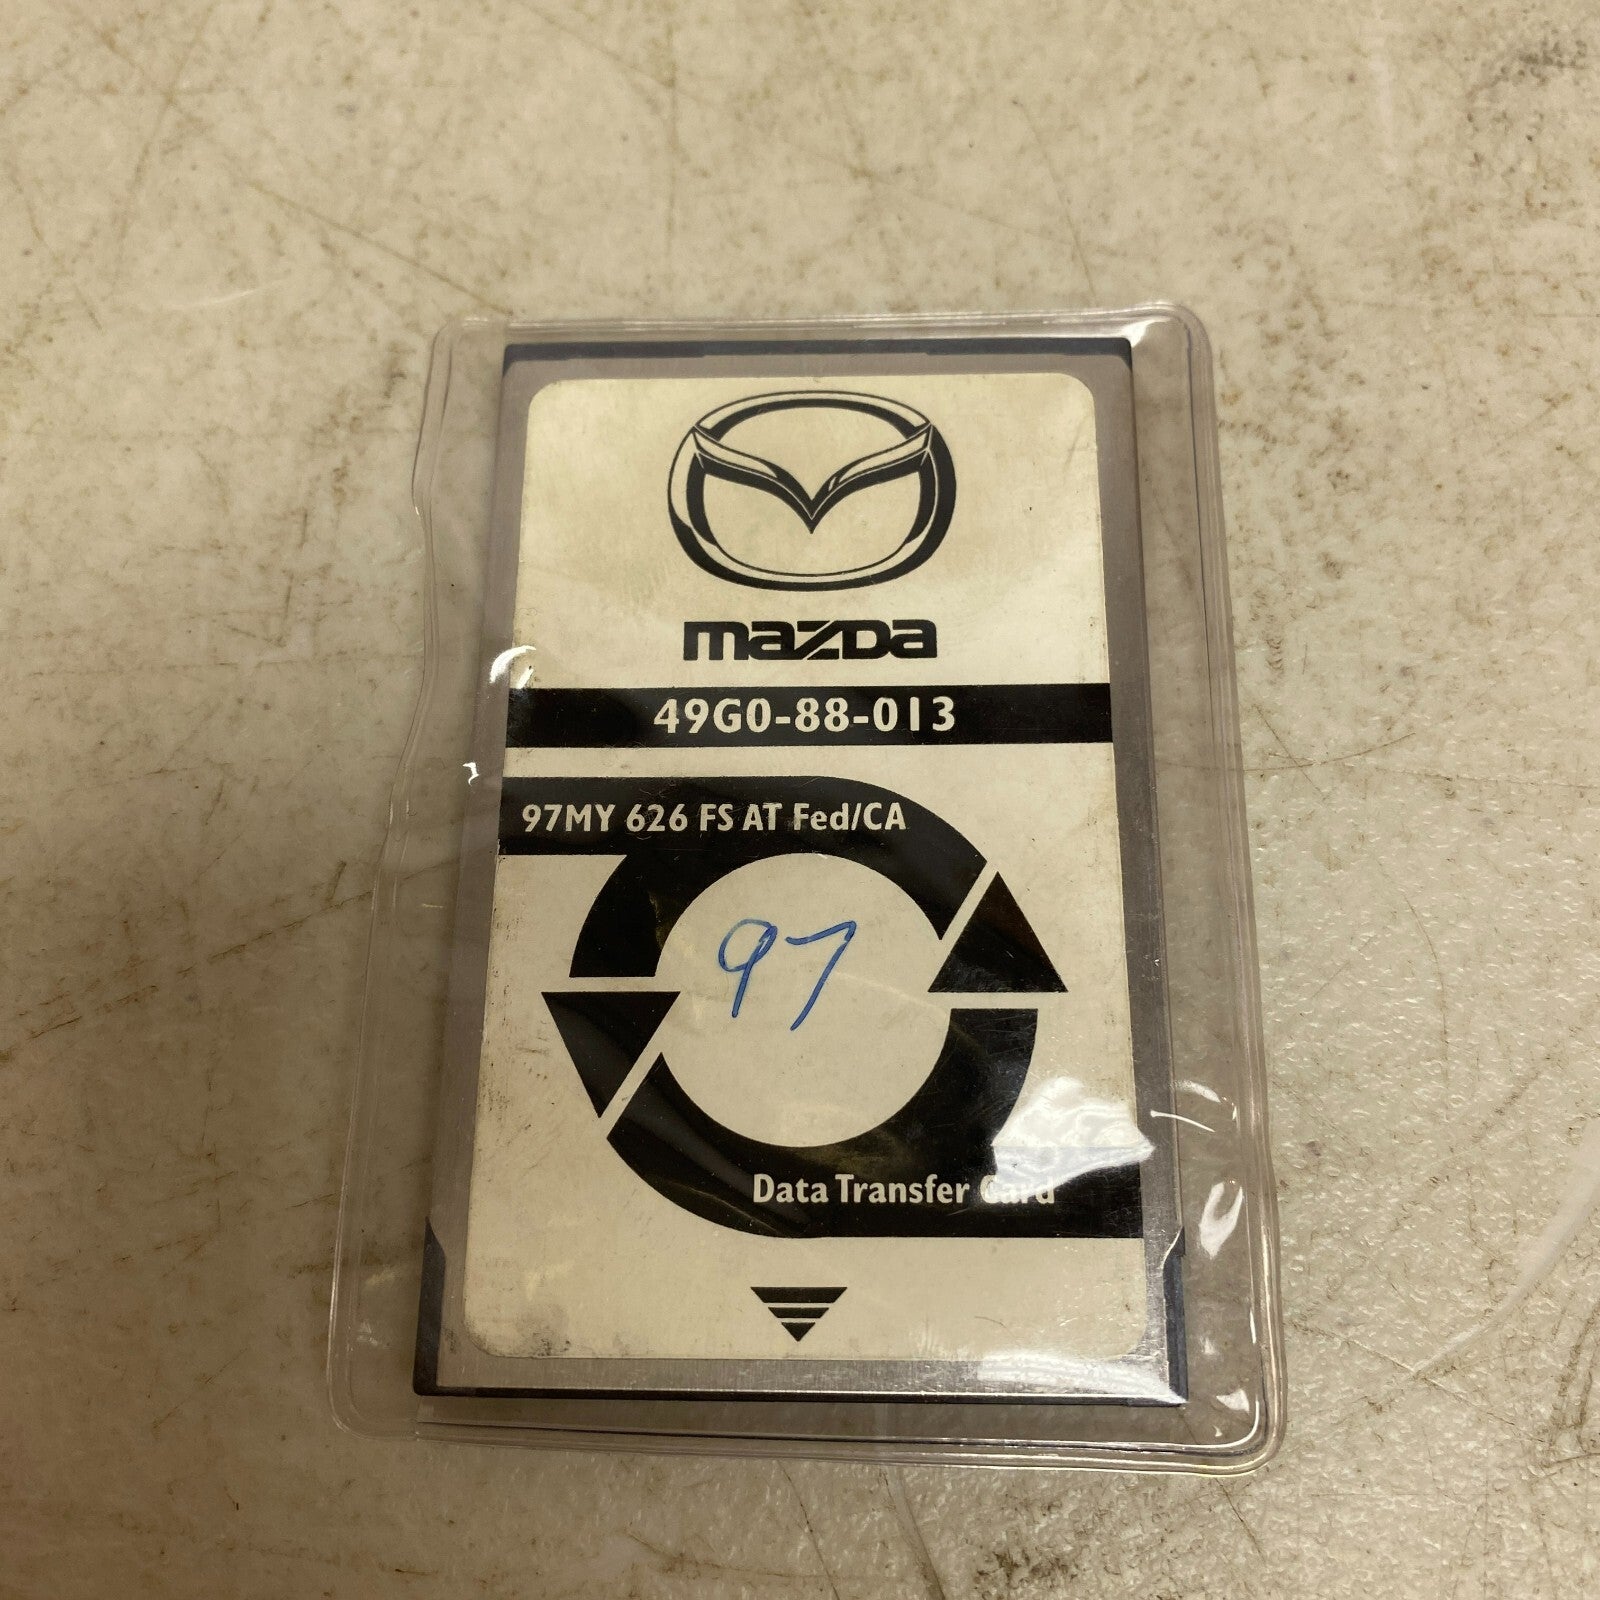 mazda
49G0-88-013
97MY 626 FS AT Fed/CA
97
Data Transfer Card